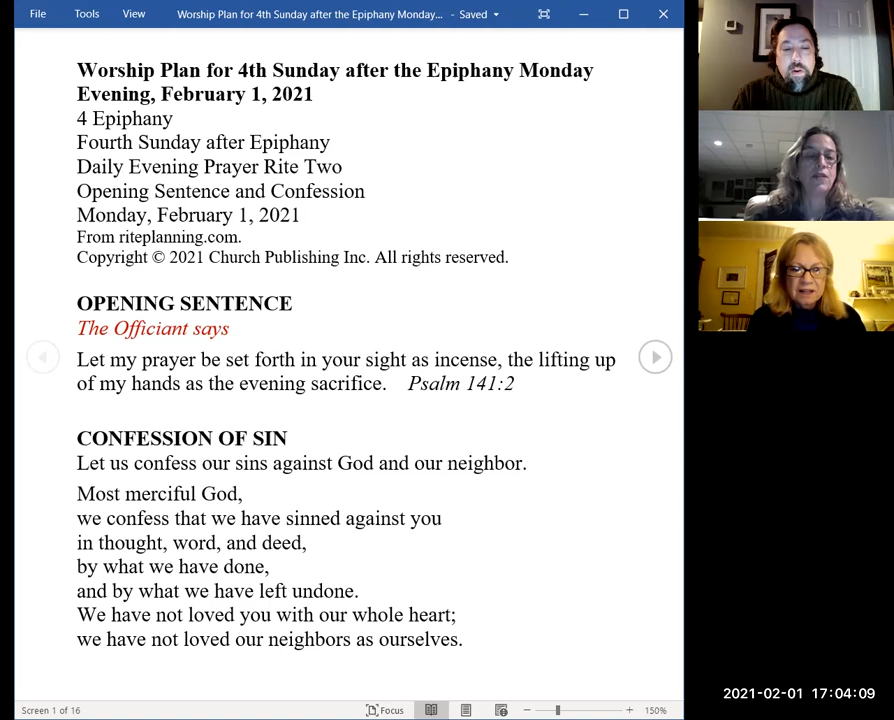 File Tools View Worship Plan for 4th Sunday after the Epiphany Monday... - Saved
Worship Plan for 4th Sunday after the Epiphany Monday
Evening, February 1, 2021
4 Epiphany
Fourth Sunday after Epiphany
Daily Evening Prayer Rite Two
Opening Sentence and Confession
Monday, February 1, 2021
From riteplanning.com.
Copyright © 2021 Church Publishing Inc. All rights reserved.
OPENING SENTENCE
The Officiant says
Let my prayer be set forth in your sight as incense, the lifting up
of my hands as the evening sacrifice. Psalm 141:2
CONFESSION OF SIN
Let us confess our sins against God and our neighbor.
Most merciful God,
we confess that we have sinned against you
in thought, word, and deed,
by what we have done,
and by what we have left undone.
We have not loved you with our whole heart;
we have not loved our neighbors as ourselves.
2021-02-01 17:04:09
Screen 1 of 16 Focus 150%